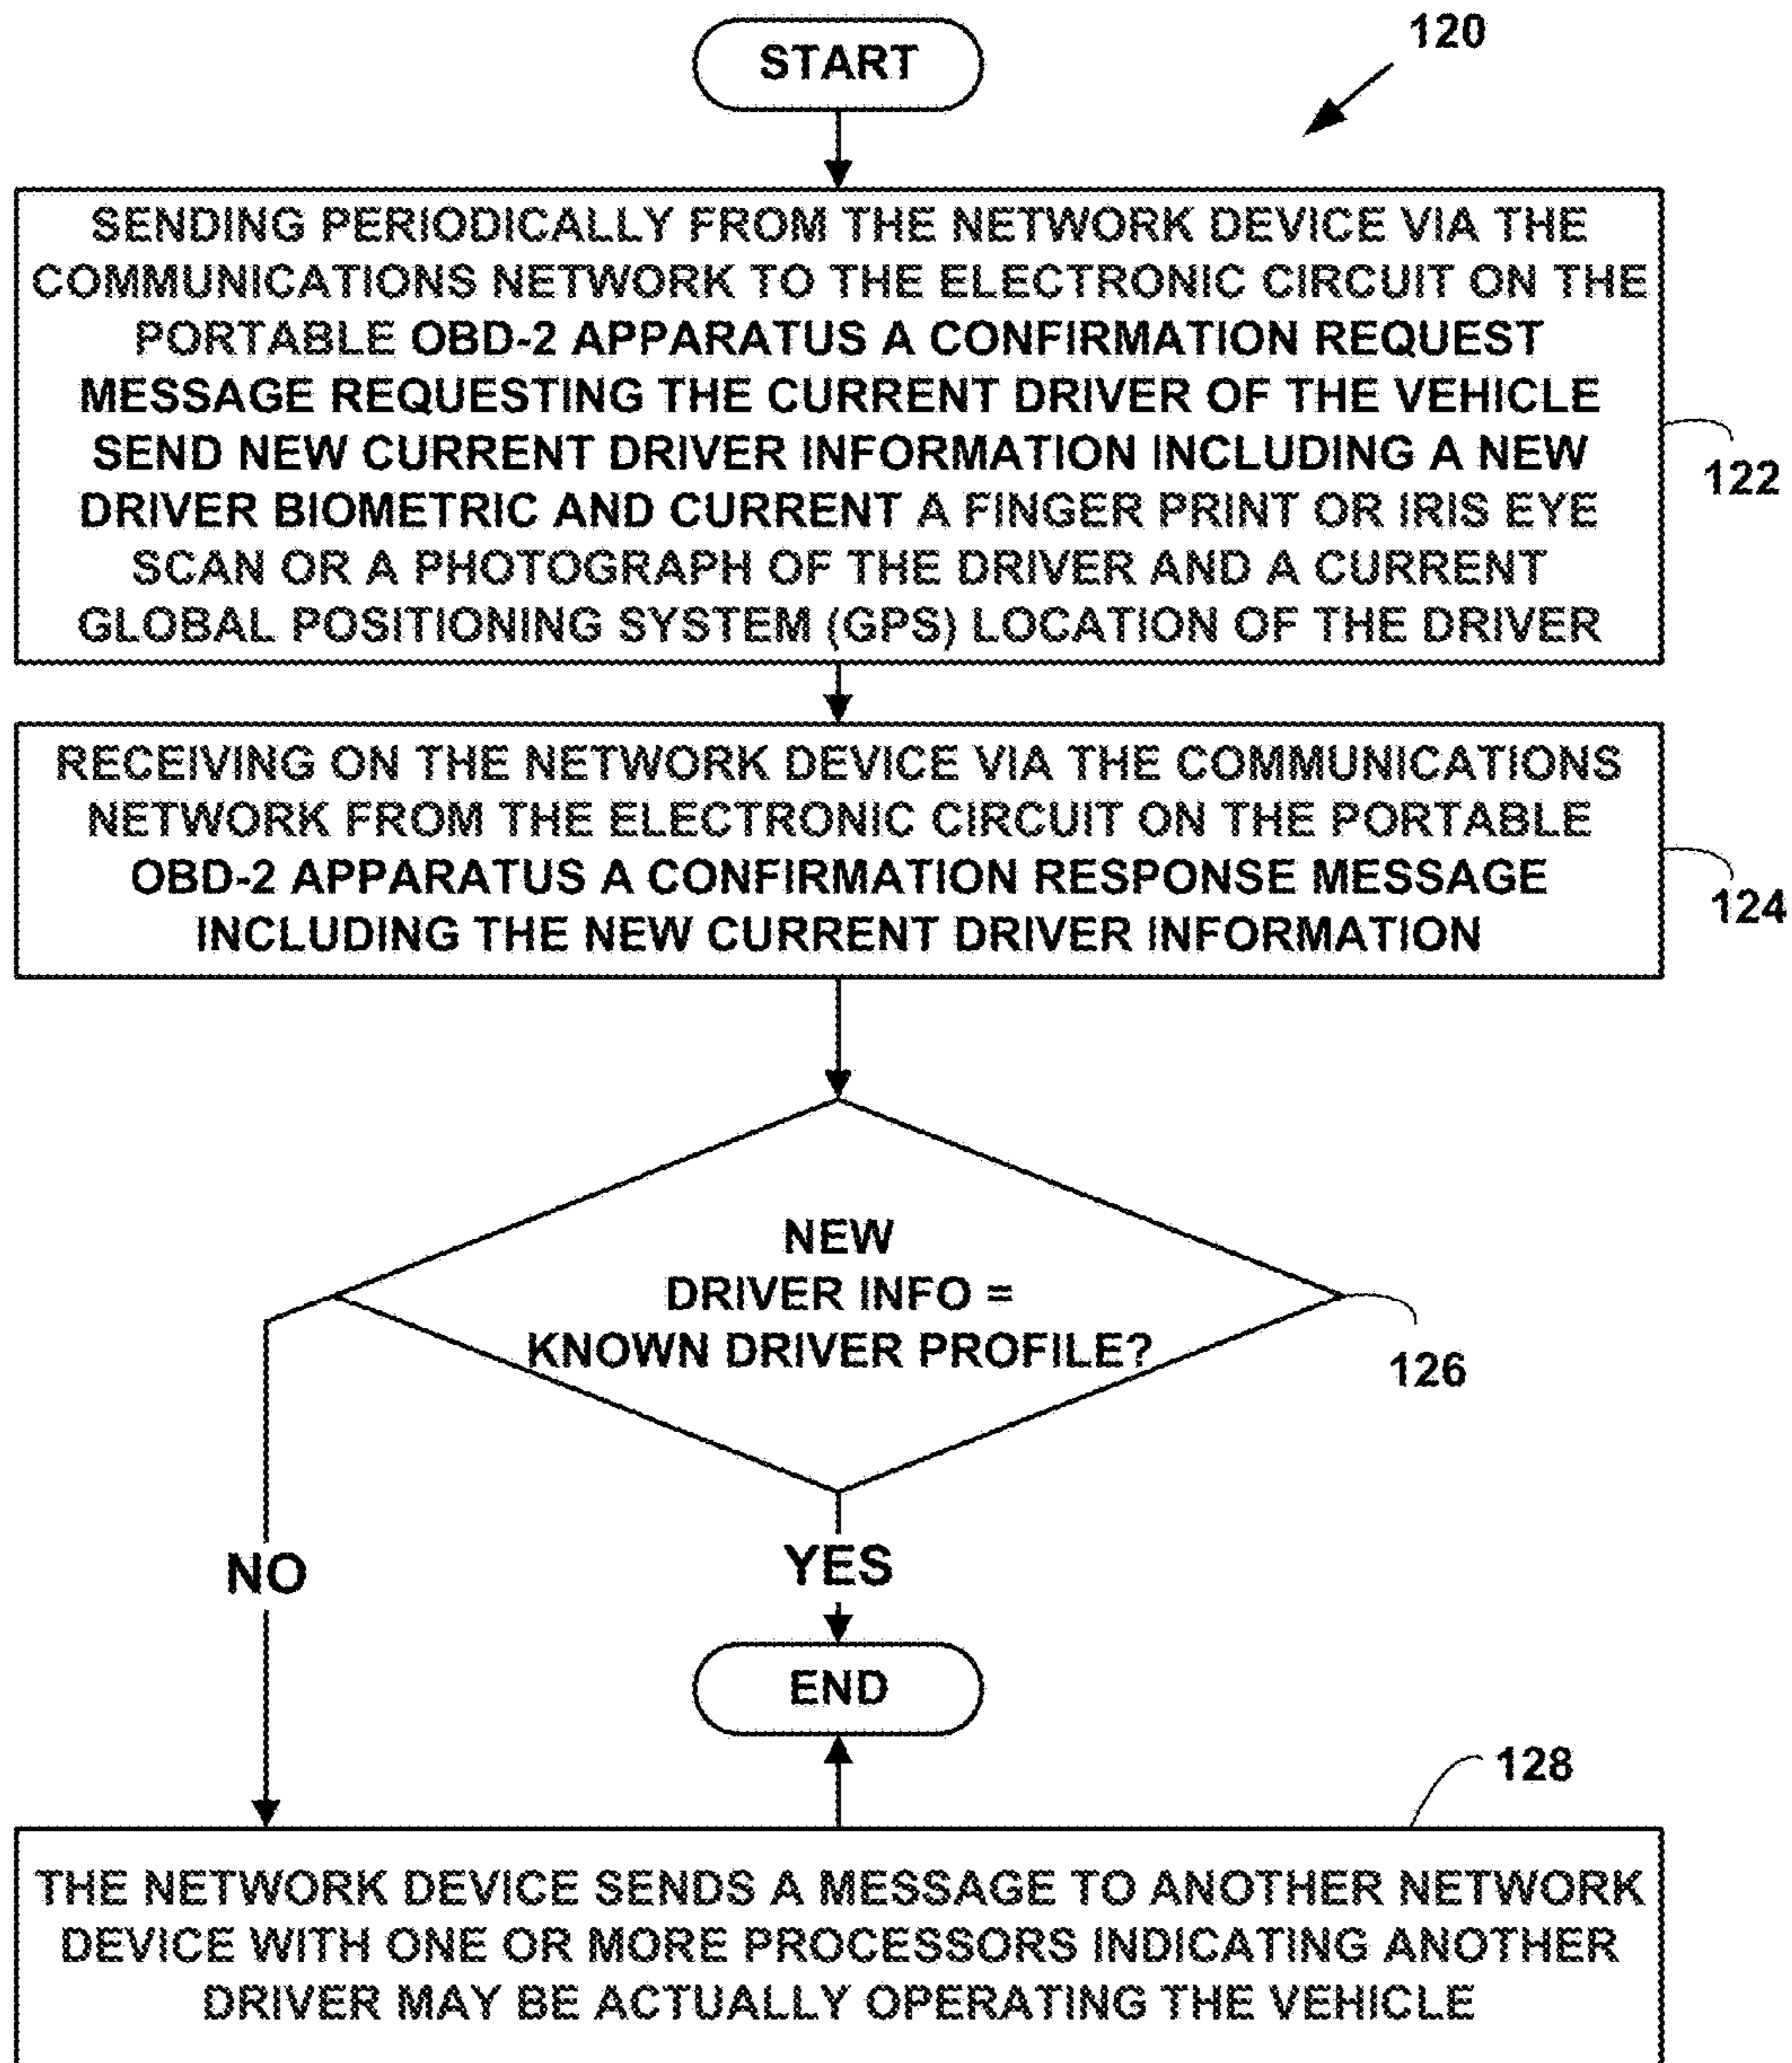 START
120
SENDING PERIODICALLY FROM THE NETWORK DEVICE VIA THE
COMMUNICATIONS NETWORK TO THE ELECTRONIC CIRCUIT ON THE
PORTABLE OBD-2 APPARATUS A CONFIRMATION REQUEST
MESSAGE REQUESTING THE CURRENT DRIVER OF THE VEHICLE
SEND NEW CURRENT DRIVER INFORMATION INCLUDING A NEW
DRIVER BIOMETRIC AND CURRENT A FINGER PRINT OR IRIS EYE
SCAN OR A PHOTOGRAPH OF THE DRIVER AND A CURRENT
GLOBAL POSITIONING SYSTEM (GPS) LOCATION OF THE DRIVER
122
RECEIVING ON THE NETWORK DEVICE VIA THE COMMUNICATIONS
NETWORK FROM THE ELECTRONIC CIRCUIT ON THE PORTABLE
OBD-2 APPARATUS A CONFIRMATION RESPONSE MESSAGE
INCLUDING THE NEW CURRENT DRIVER INFORMATION
124
NEW
DRIVER INFO =
KNOWN DRIVER PROFILE?
126
NO
YES
END
128
THE NETWORK DEVICE SENDS A MESSAGE TO ANOTHER NETWORK
DEVICE WITH ONE OR MORE PROCESSORS INDICATING ANOTHER
DRIVER MAY BE ACTUALLY OPERATING THE VEHICLE